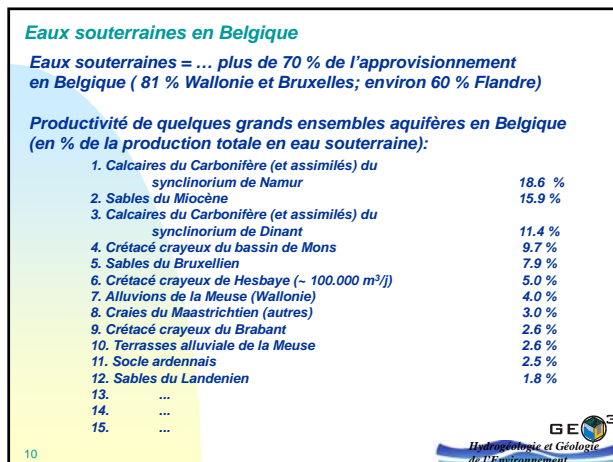 Eaux souterraines en Belgique
Eaux souterraines = … plus de 70 % de l’approvisionnement
en Belgique ( 81 % Wallonie et Bruxelles; environ 60 % Flandre)
Productivité de quelques grands ensembles aquifères en Belgique
(en % de la production totale en eau souterraine):
1. Calcaires du Carbonifère (et assimilés) du
synclinorium de Namur 18.6 %
2. Sables du Miocène 15.9 %
3. Calcaires du Carbonifère (et assimilés) du
synclinorium de Dinant 11.4 %
4. Crétacé crayeux du bassin de Mons 9.7 %
5. Sables du Bruxellien 7.9 %
6. Crétacé crayeux de Hesbaye (~ 100.000 m³/j) 5.0 %
7. Alluvions de la Meuse (Wallonie) 4.0 %
8. Craies du Maastrichtien (autres) 3.0 %
9. Crétacé crayeux du Brabant 2.6 %
10. Terrasses alluviale de la Meuse 2.6 %
11. Socle ardennais 2.5 %
12. Sables du Landenien 1.8 %
13. ...
14. ...
15. ...
GEO³
Hydrogéologie et Géologie
de l’Environnement
10